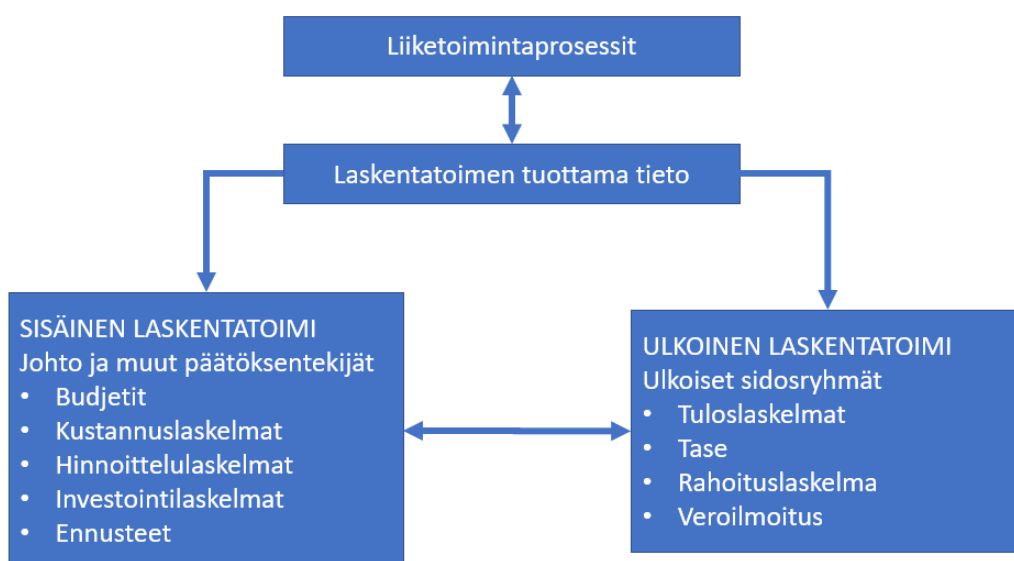 Liiketoimintaprosessit
Laskentatoimen tuottama tieto
SISÄINEN LASKENTATOIMI
Johto ja muut päätöksentekijät
• Budjetit
• Kustannuslaskelmat
• Hinnoittelulaskelmat
• Investointilaskelmat
• Ennusteet
ULKOINEN LASKENTATOIMI
Ulkoiset sidosryhmät
• Tuloslaskelmat
• Tase
• Rahoituslaskelma
• Veroilmoitus